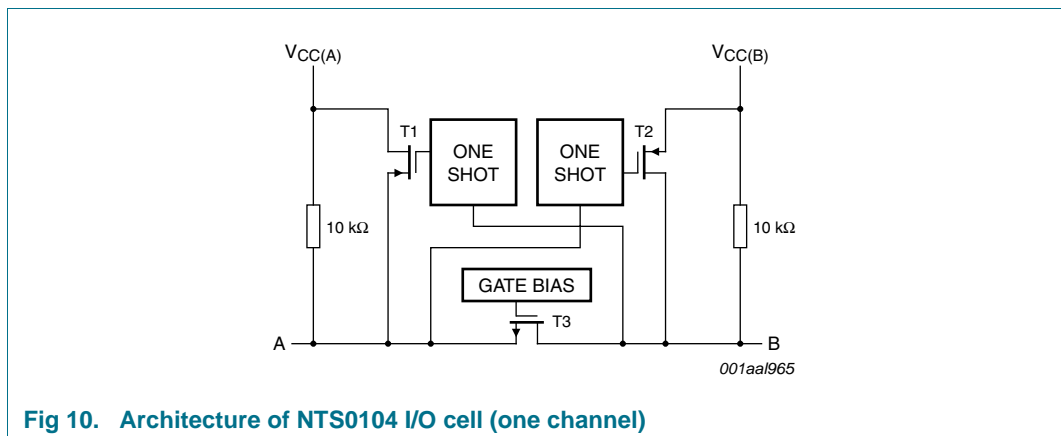 VCC(A)
VCC(B)
T1
ONE
SHOT
ONE
SHOT
T2
10 kΩ
10 kΩ
GATE BIAS
T3
A
B
001aal965
Fig 10. Architecture of NTS0104 I/O cell (one channel)